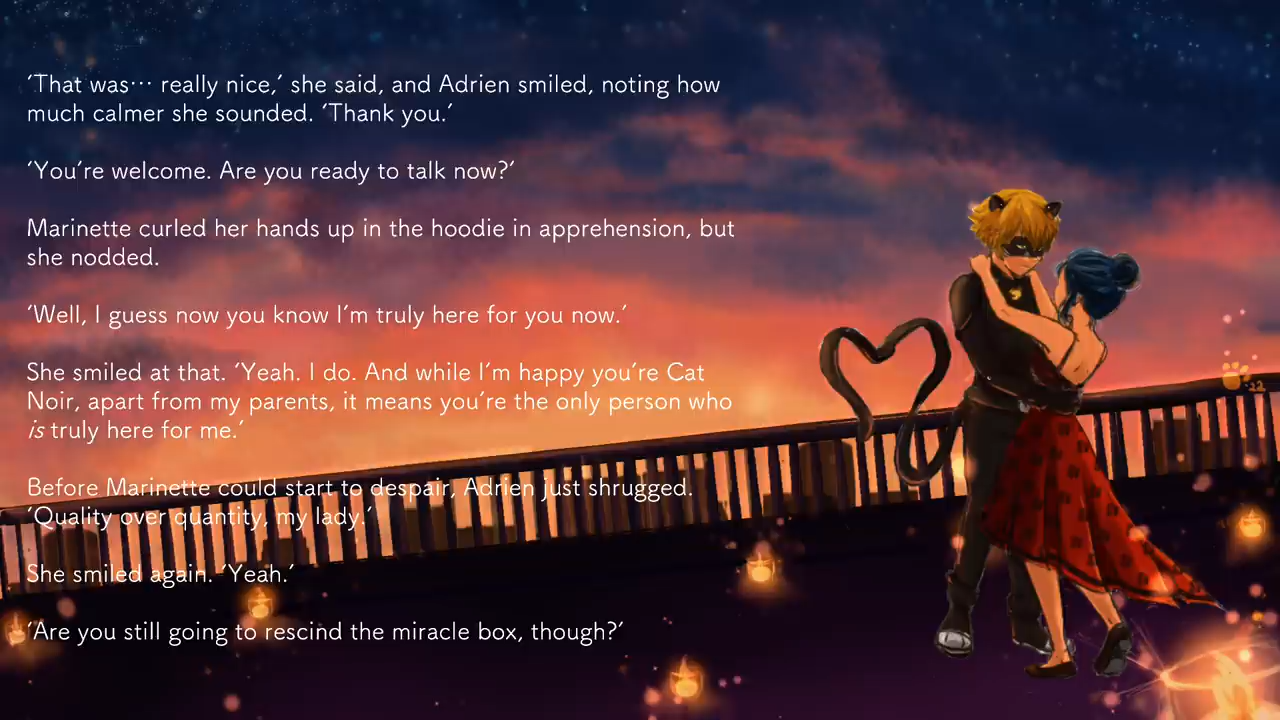 ‘That was… really nice,’ she said, and Adrien smiled, noting how
much calmer she sounded. ‘Thank you.’
‘You’re welcome. Are you ready to talk now?’
Marinette curled her hands up in the hoodie in apprehension, but
she nodded.
‘Well, I guess now you know I’m truly here for you now.’
She smiled at that. ‘Yeah. I do. And while I’m happy you’re Cat
Noir, apart from my parents, it means you’re the only person who
is truly here for me.’
Before Marinette could start to despair, Adrien just shrugged.
‘Quality over quantity, my lady.’
She smiled again. ‘Yeah.’
‘Are you still going to rescind the miracle box, though?’